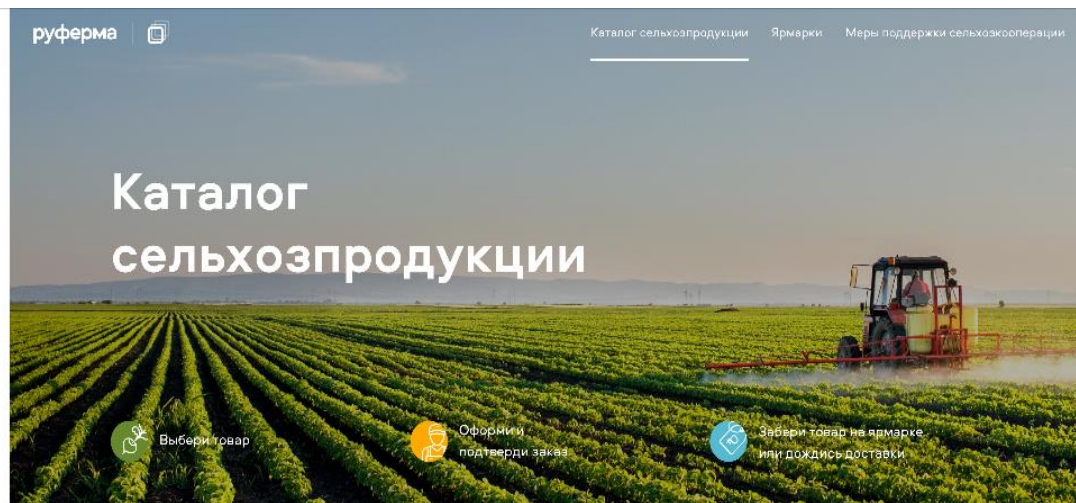 руферма
Каталог сельхозпродукции Ярмарки Меры поддержки сельхозкооперации
Каталог
сельхозпродукции
Выбери товар
Оформи и
подтверди заказ
Забери товар на ярмарке
или дождись доставки